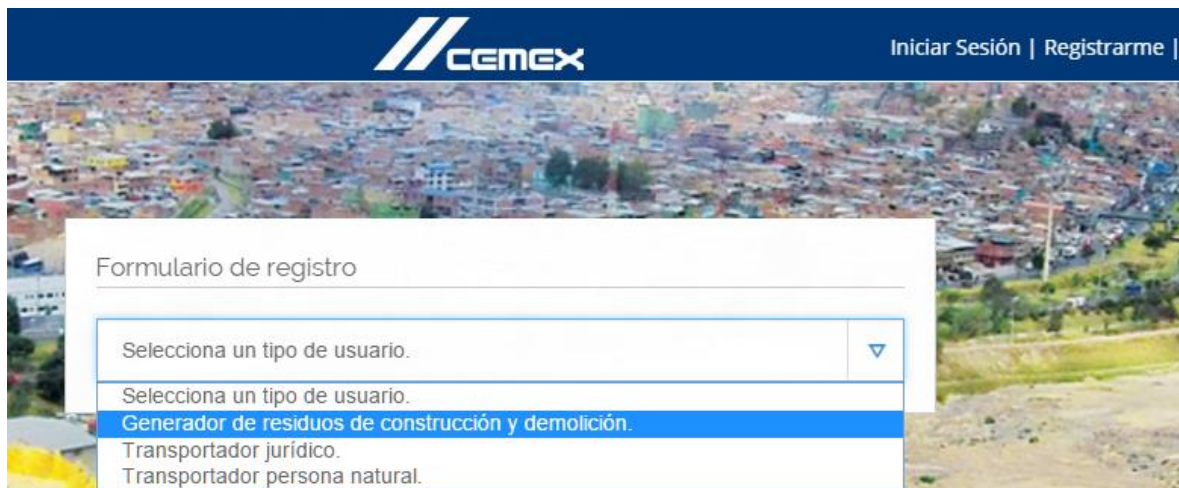 CEMEX
Iniciar Sesión | Registrarme |
Formulario de registro
Selecciona un tipo de usuario.
Selecciona un tipo de usuario.
Generador de residuos de construcción y demolición.
Transportador jurídico.
Transportador persona natural.